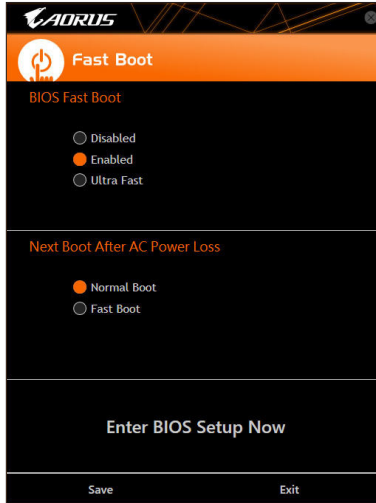 AORUS
Fast Boot
BIOS Fast Boot
Disabled
Enabled
Ultra Fast
Next Boot After AC Power Loss
Normal Boot
Fast Boot
Enter BIOS Setup Now
Save Exit